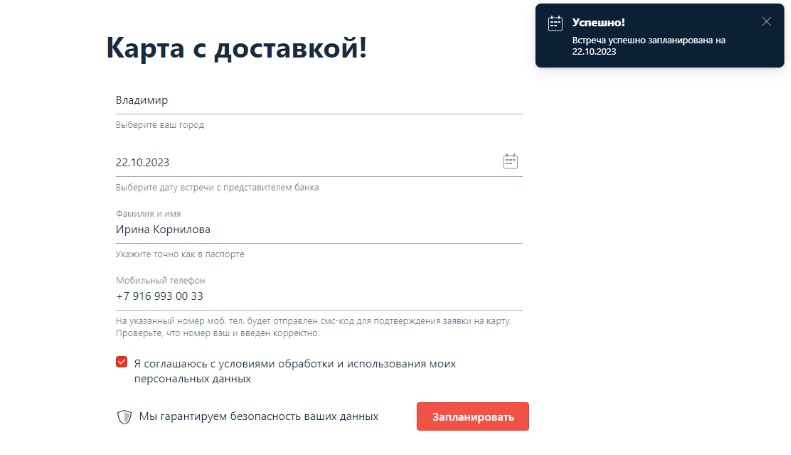 Карта с доставкой!
Успешно!
Встреча успешно запланирована на
22.10.2023
Владимир
Выберите ваш город
22.10.2023
Выберите дату встречи с представителем банка
Фамилия и имя
Ирина Корнилова
Укажите точно как в паспорте
Мобильный телефон
+7 916 993 00 33
На указанный номер моб. тел. будет отправлен смс-код для подтверждения заявки на карту.
Проверьте, что номер ваш и введен корректно.
Я соглашаюсь с условиями обработки и использования моих
персональных данных
Мы гарантируем безопасность ваших данных
Запланировать